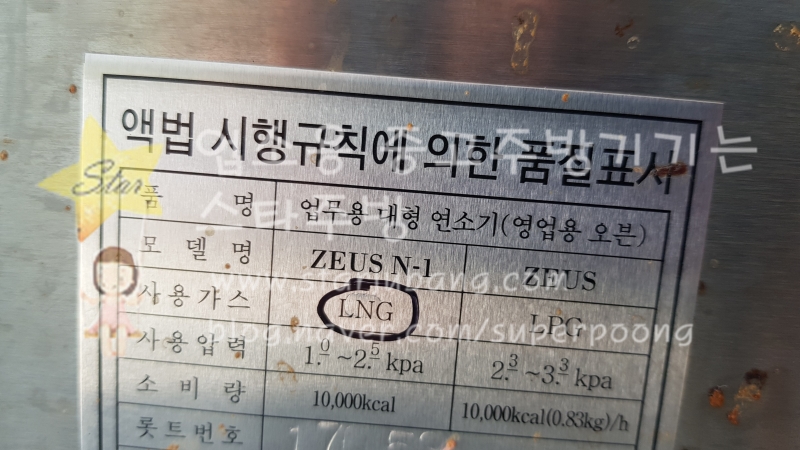 액법 시행규칙에 의한 품질표시
품 명 업무용 대형 연소기(영업용 오븐)
모 델 명 ZEUS N-1 ZEUS
사용가스 LNG LPG
사용압력 1.0 ~2.5 kpa 2.3 ~3.3 kpa
소 비 량 10,000kcal 10,000kcal(0.83kg)/h
롯트번호
Star
업소용 중고주방기기는
스타주방
blog.naver.com/superpoong